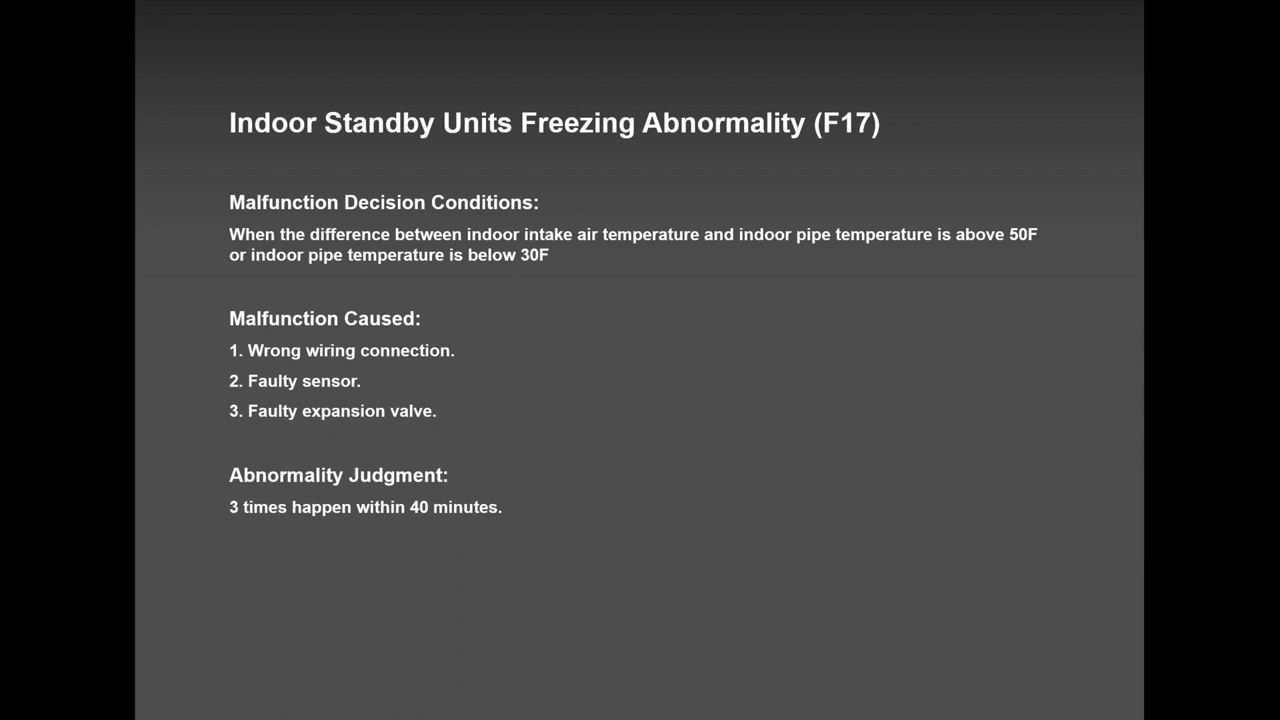 Indoor Standby Units Freezing Abnormality (F17)
Malfunction Decision Conditions:
When the difference between indoor intake air temperature and indoor pipe temperature is above 50F
or indoor pipe temperature is below 30F
Malfunction Caused:
1. Wrong wiring connection.
2. Faulty sensor.
3. Faulty expansion valve.
Abnormality Judgment:
3 times happen within 40 minutes.